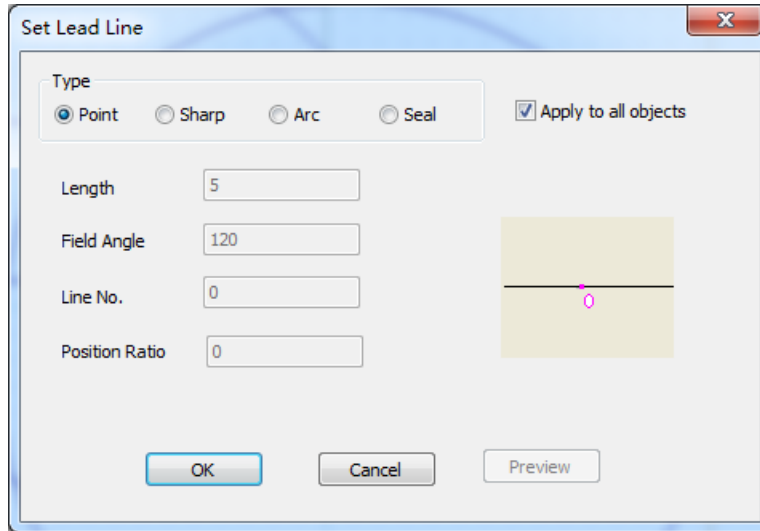 Set Lead Line
Type
Point Sharp Arc Seal
Apply to all objects
Length 5
Field Angle 120
Line No. 0
Position Ratio 0
0
OK Cancel Preview